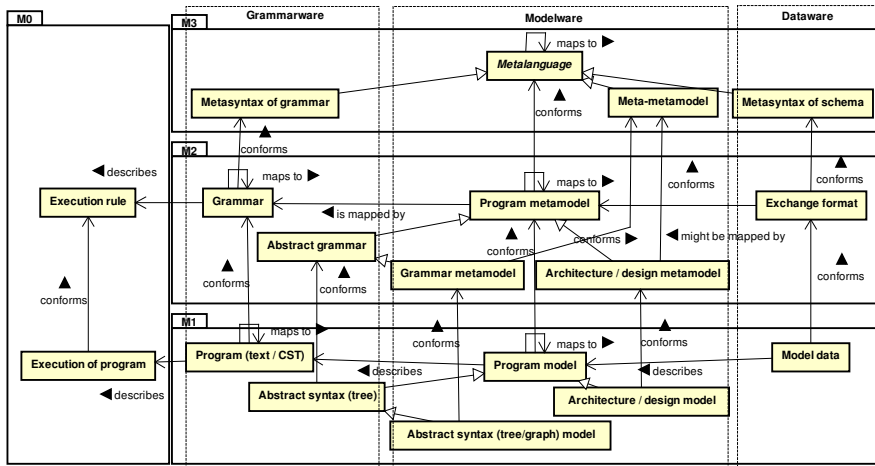 Grammarware
Modelware
Dataware
M0
M3
maps to ►
Metalanguage
Metasyntax of grammar
▲
conforms
Meta-metamodel
Metasyntax of schema
▲
conforms
M2
◄ describes
maps to ►
maps to ►
▲
conforms
▲
conforms
Execution rule
Grammar
Program metamodel
Exchange format
◄ is mapped by
Abstract grammar
▲
conforms
conforms ►
◄ might be mapped by
▲
conforms
▲
conforms
▲
conforms
▲
conforms
Grammar metamodel
Architecture / design metamodel
M1
maps to ►
▲
conforms
maps to ►
▲
conforms
Execution of program
Program (text / CST)
Program model
Model data
◄ describes
◄ describes
◄ describes
Abstract syntax (tree)
Architecture / design model
Abstract syntax (tree/graph) model